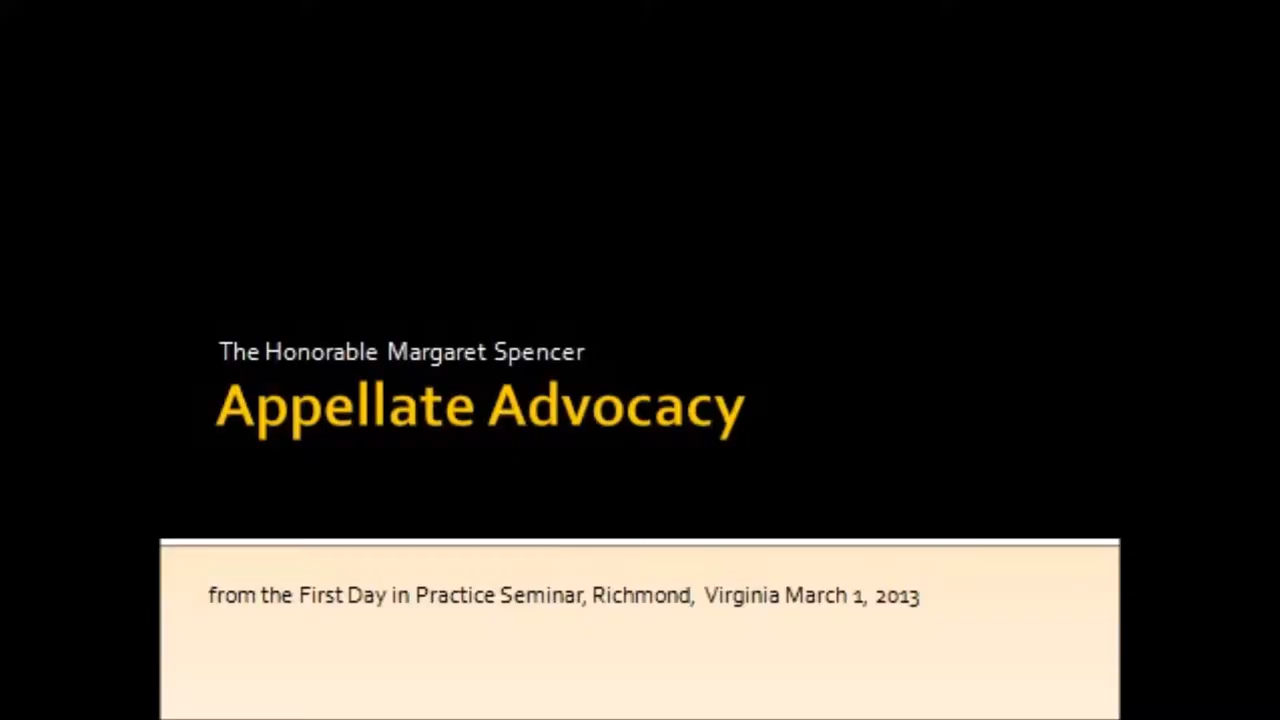 The Honorable Margaret Spencer
Appellate Advocacy
from the First Day in Practice Seminar, Richmond, Virginia March 1, 2013